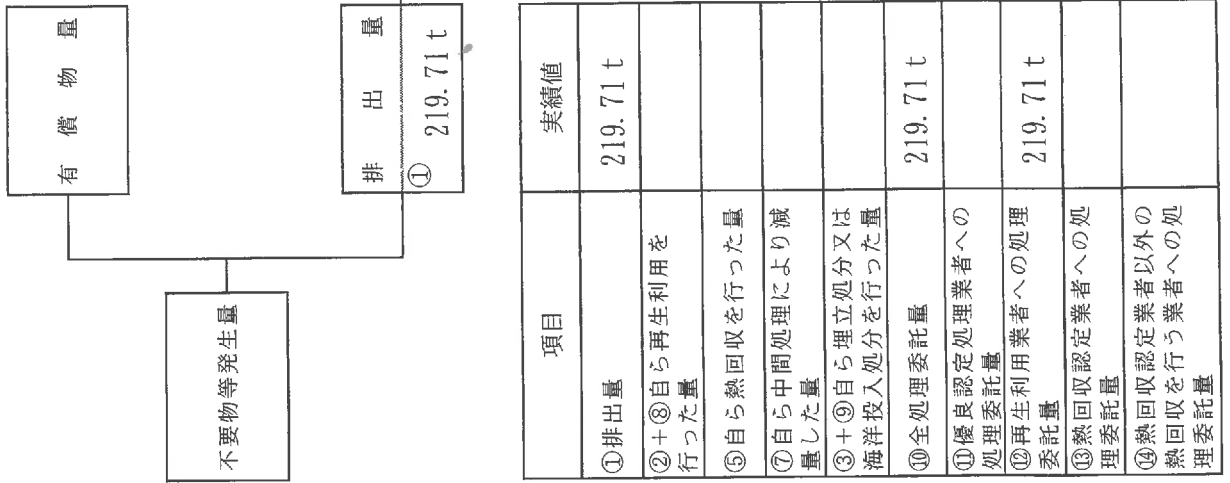 有償物量
排出量
① 219.71 t
不要物等発生量
項目
実績値
①排出量
219.71 t
②+⑧自ら再生利用を
行った量
⑤自ら熱回収を行った量
⑦自ら中間処理により減
量した量
③+⑨自ら埋立処分又は
海洋投入処分を行った量
⑩全処理委託量
219.71 t
⑪優良認定処理業者への
処理委託量
⑫再生利用業者への処理
委託量
219.71 t
⑬熱回収認定業者への処
理委託量
⑭熱回収認定業者以外の
熱回収を行う業者への処
理委託量